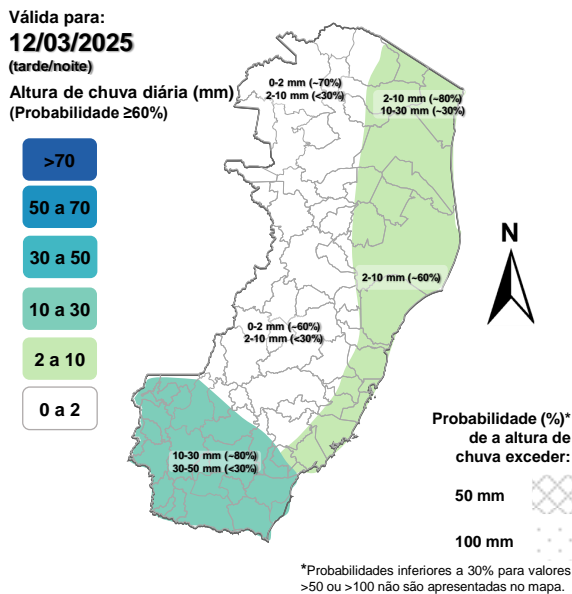 Válida para:
12/03/2025
(tarde/noite)
Altura de chuva diária (mm)
(Probabilidade ≥60%)
>70
50 a 70
30 a 50
10 a 30
2 a 10
0 a 2
0-2 mm (~70%)
2-10 mm (<30%)
2-10 mm (~80%)
10-30 mm (~30%)
2-10 mm (~60%)
0-2 mm (~60%)
2-10 mm (<30%)
10-30 mm (~80%)
30-50 mm (<30%)
N
Probabilidade (%)*
de a altura de
chuva exceder:
50 mm
100 mm
*Probabilidades inferiores a 30% para valores
>50 ou >100 não são apresentadas no mapa.